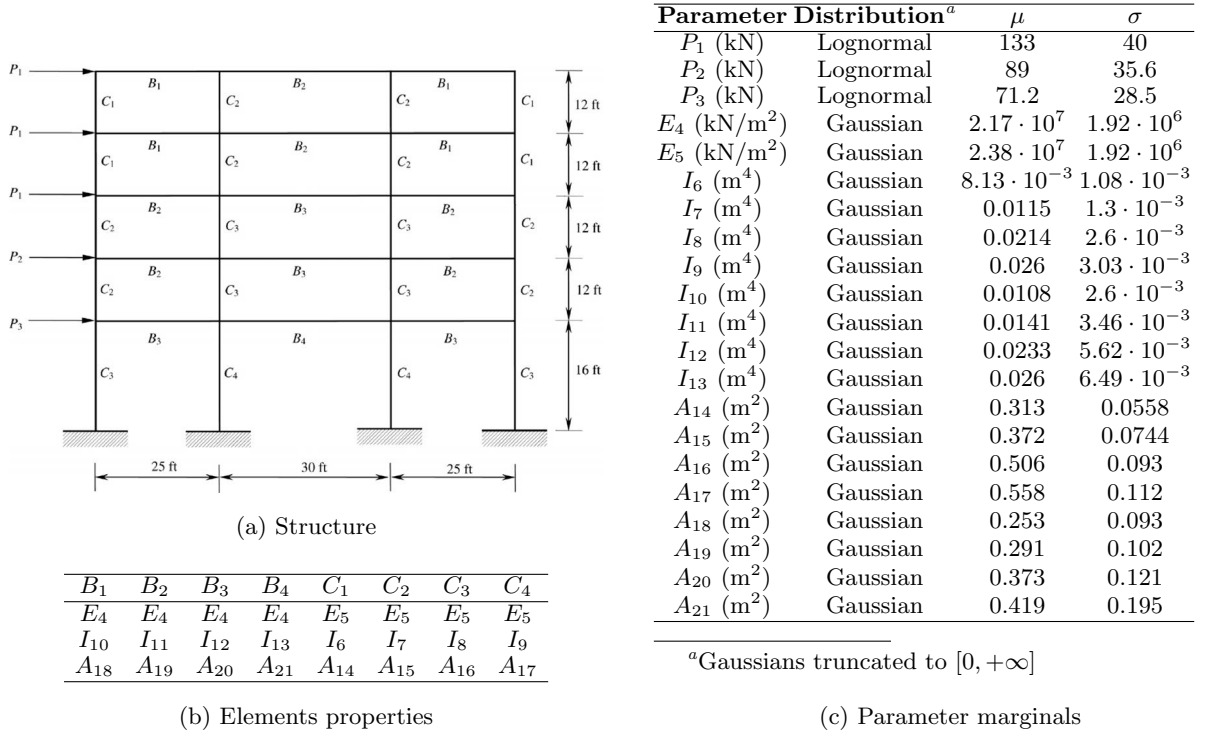 P₁
B₁ B₂ B₁
C₁ C₂ C₂ C₁ 12 ft
P₁
B₁ B₂ B₁
C₁ C₂ C₂ C₁ 12 ft
P₁
B₂ B₃ B₂
C₂ C₃ C₃ C₂ 12 ft
P₂
B₂ B₃ B₂
C₂ C₃ C₃ C₂ 12 ft
P₃
B₃ B₄ B₃
C₃ C₄ C₄ C₃ 16 ft
25 ft 30 ft 25 ft
(a) Structure
B₁ B₂ B₃ B₄ C₁ C₂ C₃ C₄
E₄ E₄ E₄ E₄ E₅ E₅ E₅ E₅
I₁₀ I₁₁ I₁₂ I₁₃ I₆ I₇ I₈ I₉
A₁₈ A₁₉ A₂₀ A₂₁ A₁₄ A₁₅ A₁₆ A₁₇
(b) Elements properties
Parameter Distributionᵃ μ σ
P₁ (kN) Lognormal 133 40
P₂ (kN) Lognormal 89 35.6
P₃ (kN) Lognormal 71.2 28.5
E₄ (kN/m²) Gaussian 2.17 · 10⁷ 1.92 · 10⁶
E₅ (kN/m²) Gaussian 2.38 · 10⁷ 1.92 · 10⁶
I₆ (m⁴) Gaussian 8.13 · 10⁻³ 1.08 · 10⁻³
I₇ (m⁴) Gaussian 0.0115 1.3 · 10⁻³
I₈ (m⁴) Gaussian 0.0214 2.6 · 10⁻³
I₉ (m⁴) Gaussian 0.026 3.03 · 10⁻³
I₁₀ (m⁴) Gaussian 0.0108 2.6 · 10⁻³
I₁₁ (m⁴) Gaussian 0.0141 3.46 · 10⁻³
I₁₂ (m⁴) Gaussian 0.0233 5.62 · 10⁻³
I₁₃ (m⁴) Gaussian 0.026 6.49 · 10⁻³
A₁₄ (m²) Gaussian 0.313 0.0558
A₁₅ (m²) Gaussian 0.372 0.0744
A₁₆ (m²) Gaussian 0.506 0.093
A₁₇ (m²) Gaussian 0.558 0.112
A₁₈ (m²) Gaussian 0.253 0.093
A₁₉ (m²) Gaussian 0.291 0.102
A₂₀ (m²) Gaussian 0.373 0.121
A₂₁ (m²) Gaussian 0.419 0.195
ᵃGaussians truncated to [0, +∞]
(c) Parameter marginals